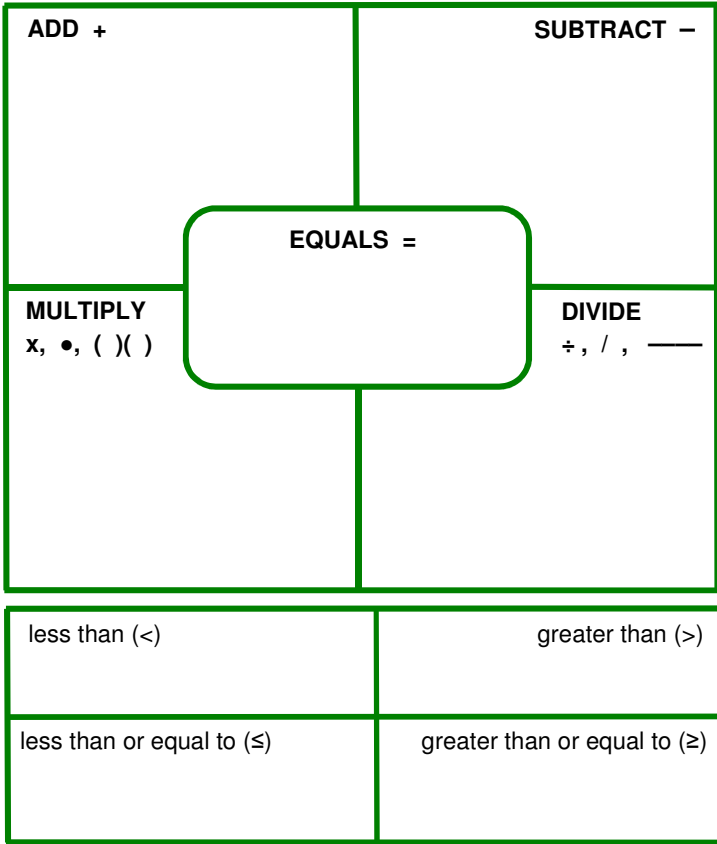 ADD +
SUBTRACT –
EQUALS =
MULTIPLY
x, ●, ( )( )
DIVIDE
÷ , / , ——
less than (<)
greater than (>)
less than or equal to (≤)
greater than or equal to (≥)